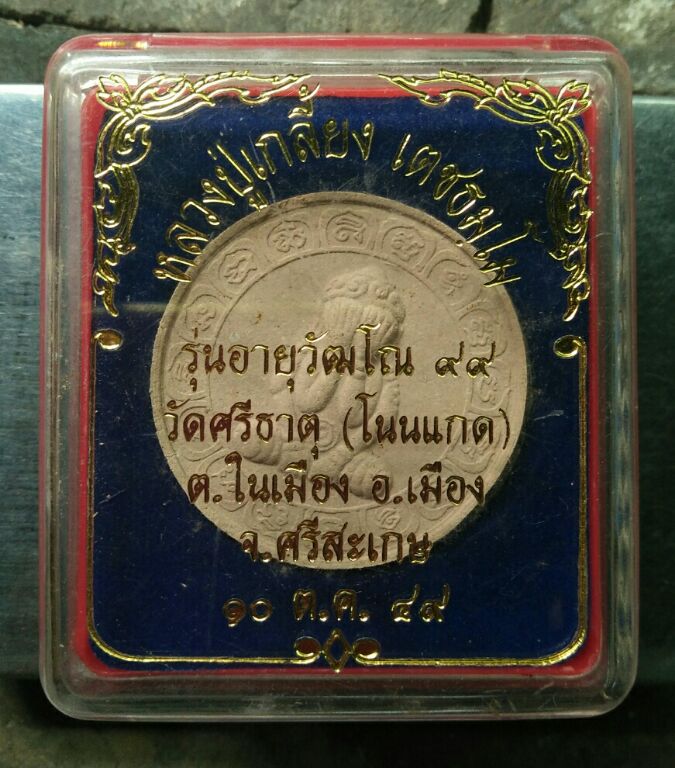 หลวงปู่เกลี้ยง เตชธมฺโม
รุ่นอายุวัฒโณ ๙๙
วัดศรีธาตุ (โนนแกด)
ต.ในเมือง อ.เมือง
จ.ศรีสะเกษ
๑๐ ต.ค. ๔๙